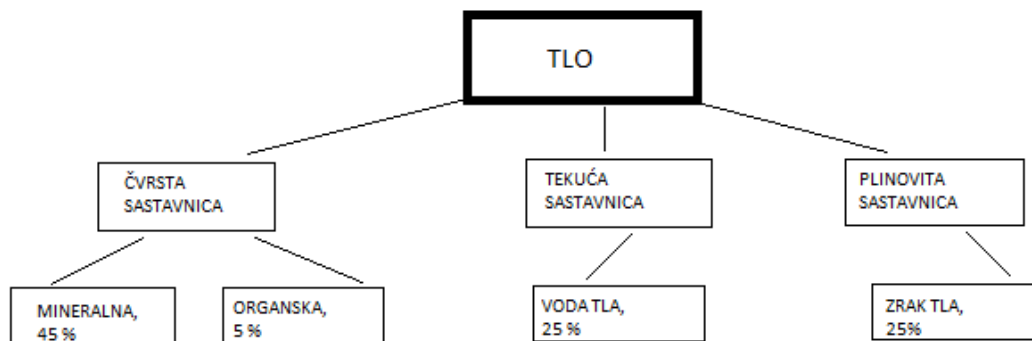 TLO
ČVRSTA
SASTAVNICA
TEKUĆA
SASTAVNICA
PLINOVITA
SASTAVNICA
MINERALNA,
45 %
ORGANSKA,
5 %
VODA TLA,
25 %
ZRAK TLA,
25%